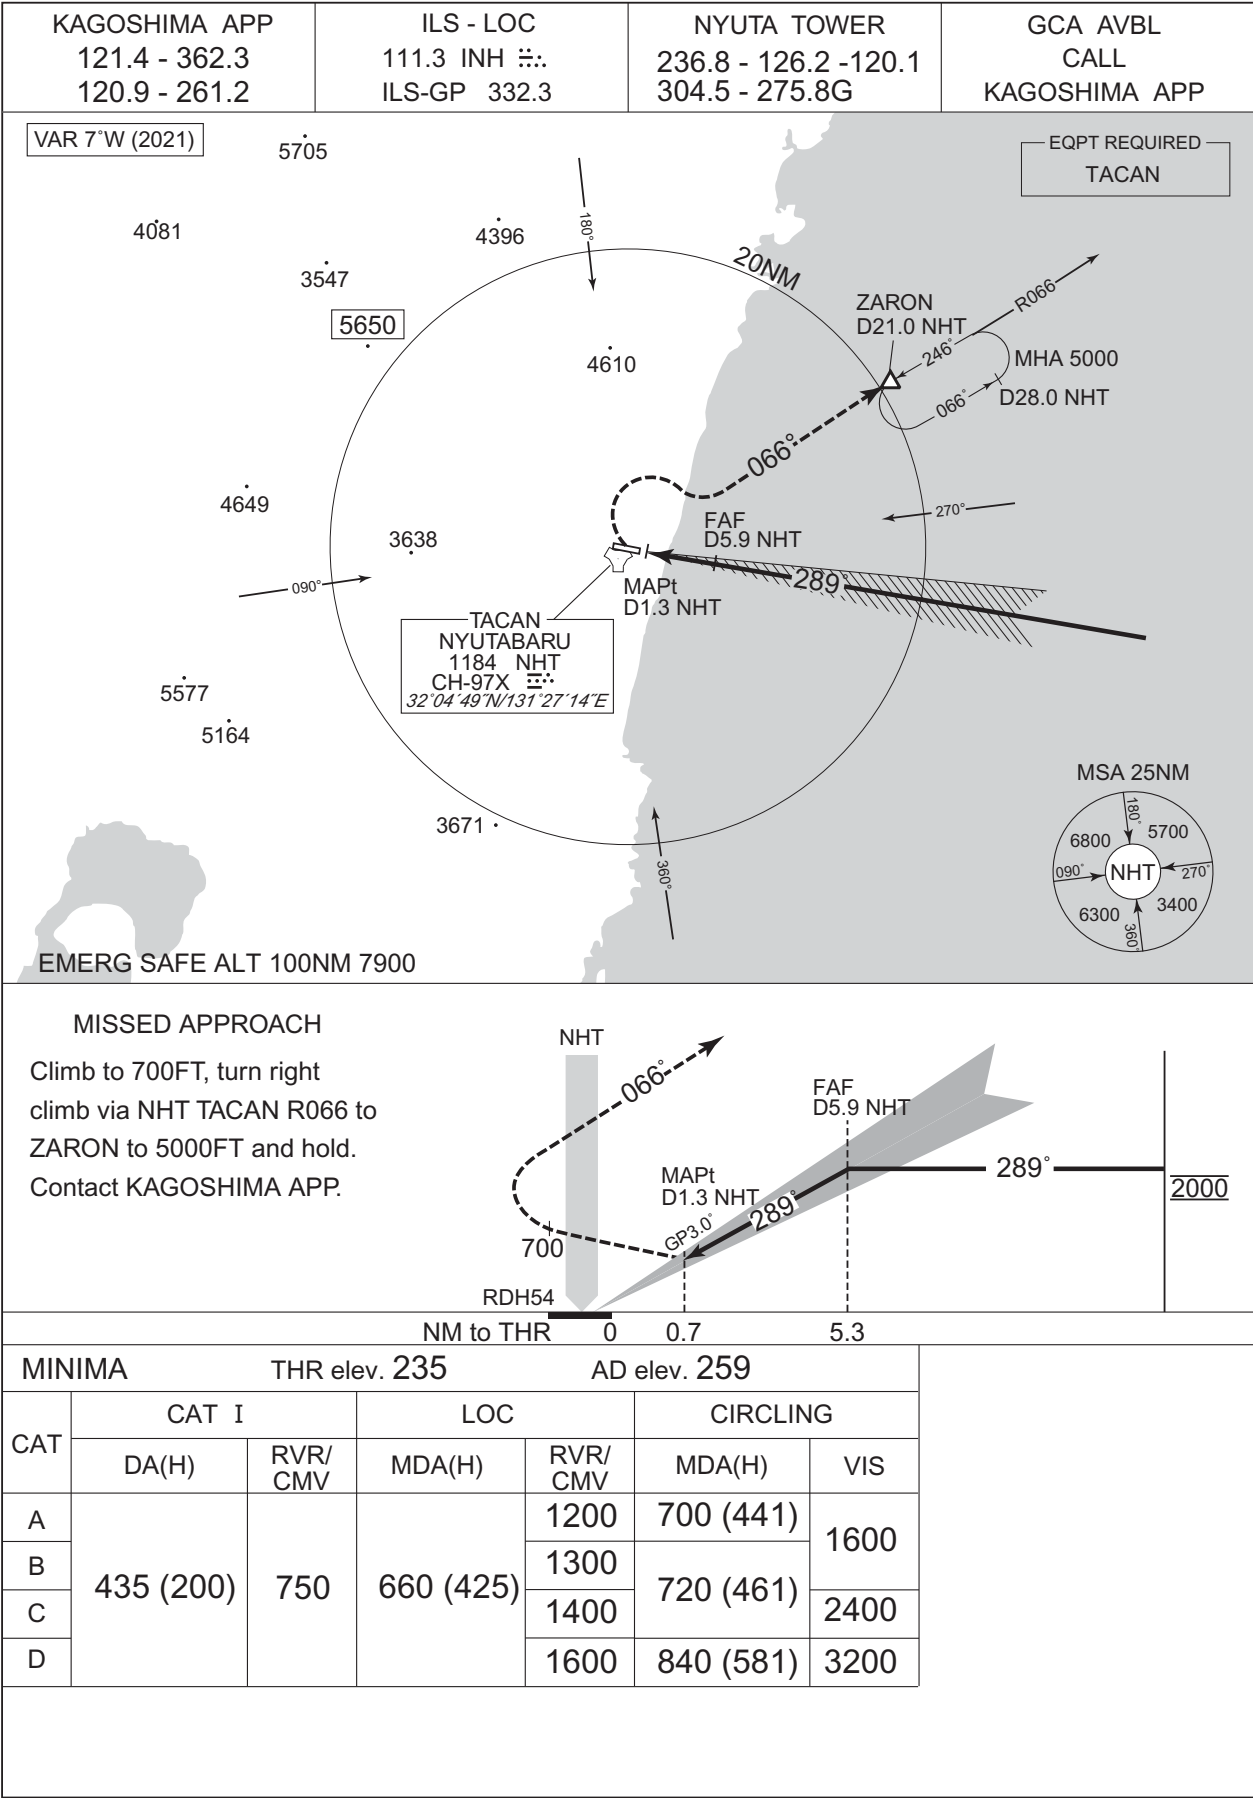 KAGOSHIMA APP
121.4 - 362.3
120.9 - 261.2
ILS - LOC
111.3 INH
ILS-GP 332.3
NYUTA TOWER
236.8 - 126.2 -120.1
304.5 - 275.8G
GCA AVBL
CALL
KAGOSHIMA APP
VAR 7°W (2021)
EQPT REQUIRED
TACAN
5705
4081
4396
3547
5650
4610
180°
20NM
ZARON
D21.0 NHT
R066
246°
MHA 5000
066°
D28.0 NHT
066°
4649
3638
270°
090°
FAF
D5.9 NHT
289°
MAPt
D1.3 NHT
TACAN
NYUTABARU
1184 NHT
CH-97X
32°04´49˝N/131°27´14˝E
5577
5164
3671
360°
MSA 25NM
180°
6800
5700
090°
NHT
270°
6300
3400
360°
EMERG SAFE ALT 100NM 7900
MISSED APPROACH
Climb to 700FT, turn right
climb via NHT TACAN R066 to
ZARON to 5000FT and hold.
Contact KAGOSHIMA APP.
NHT
066°
FAF
D5.9 NHT
MAPt
D1.3 NHT
289°
289°
2000
GP3.0°
700
RDH54
NM to THR 0 0.7 5.3
MINIMA THR elev. 235 AD elev. 259
CAT CAT I LOC CIRCLING
DA(H) RVR/CMV MDA(H) RVR/CMV MDA(H) VIS
A 435 (200) 750 660 (425) 1200 700 (441) 1600
B 1300 720 (461)
C 1400 2400
D 1600 840 (581) 3200